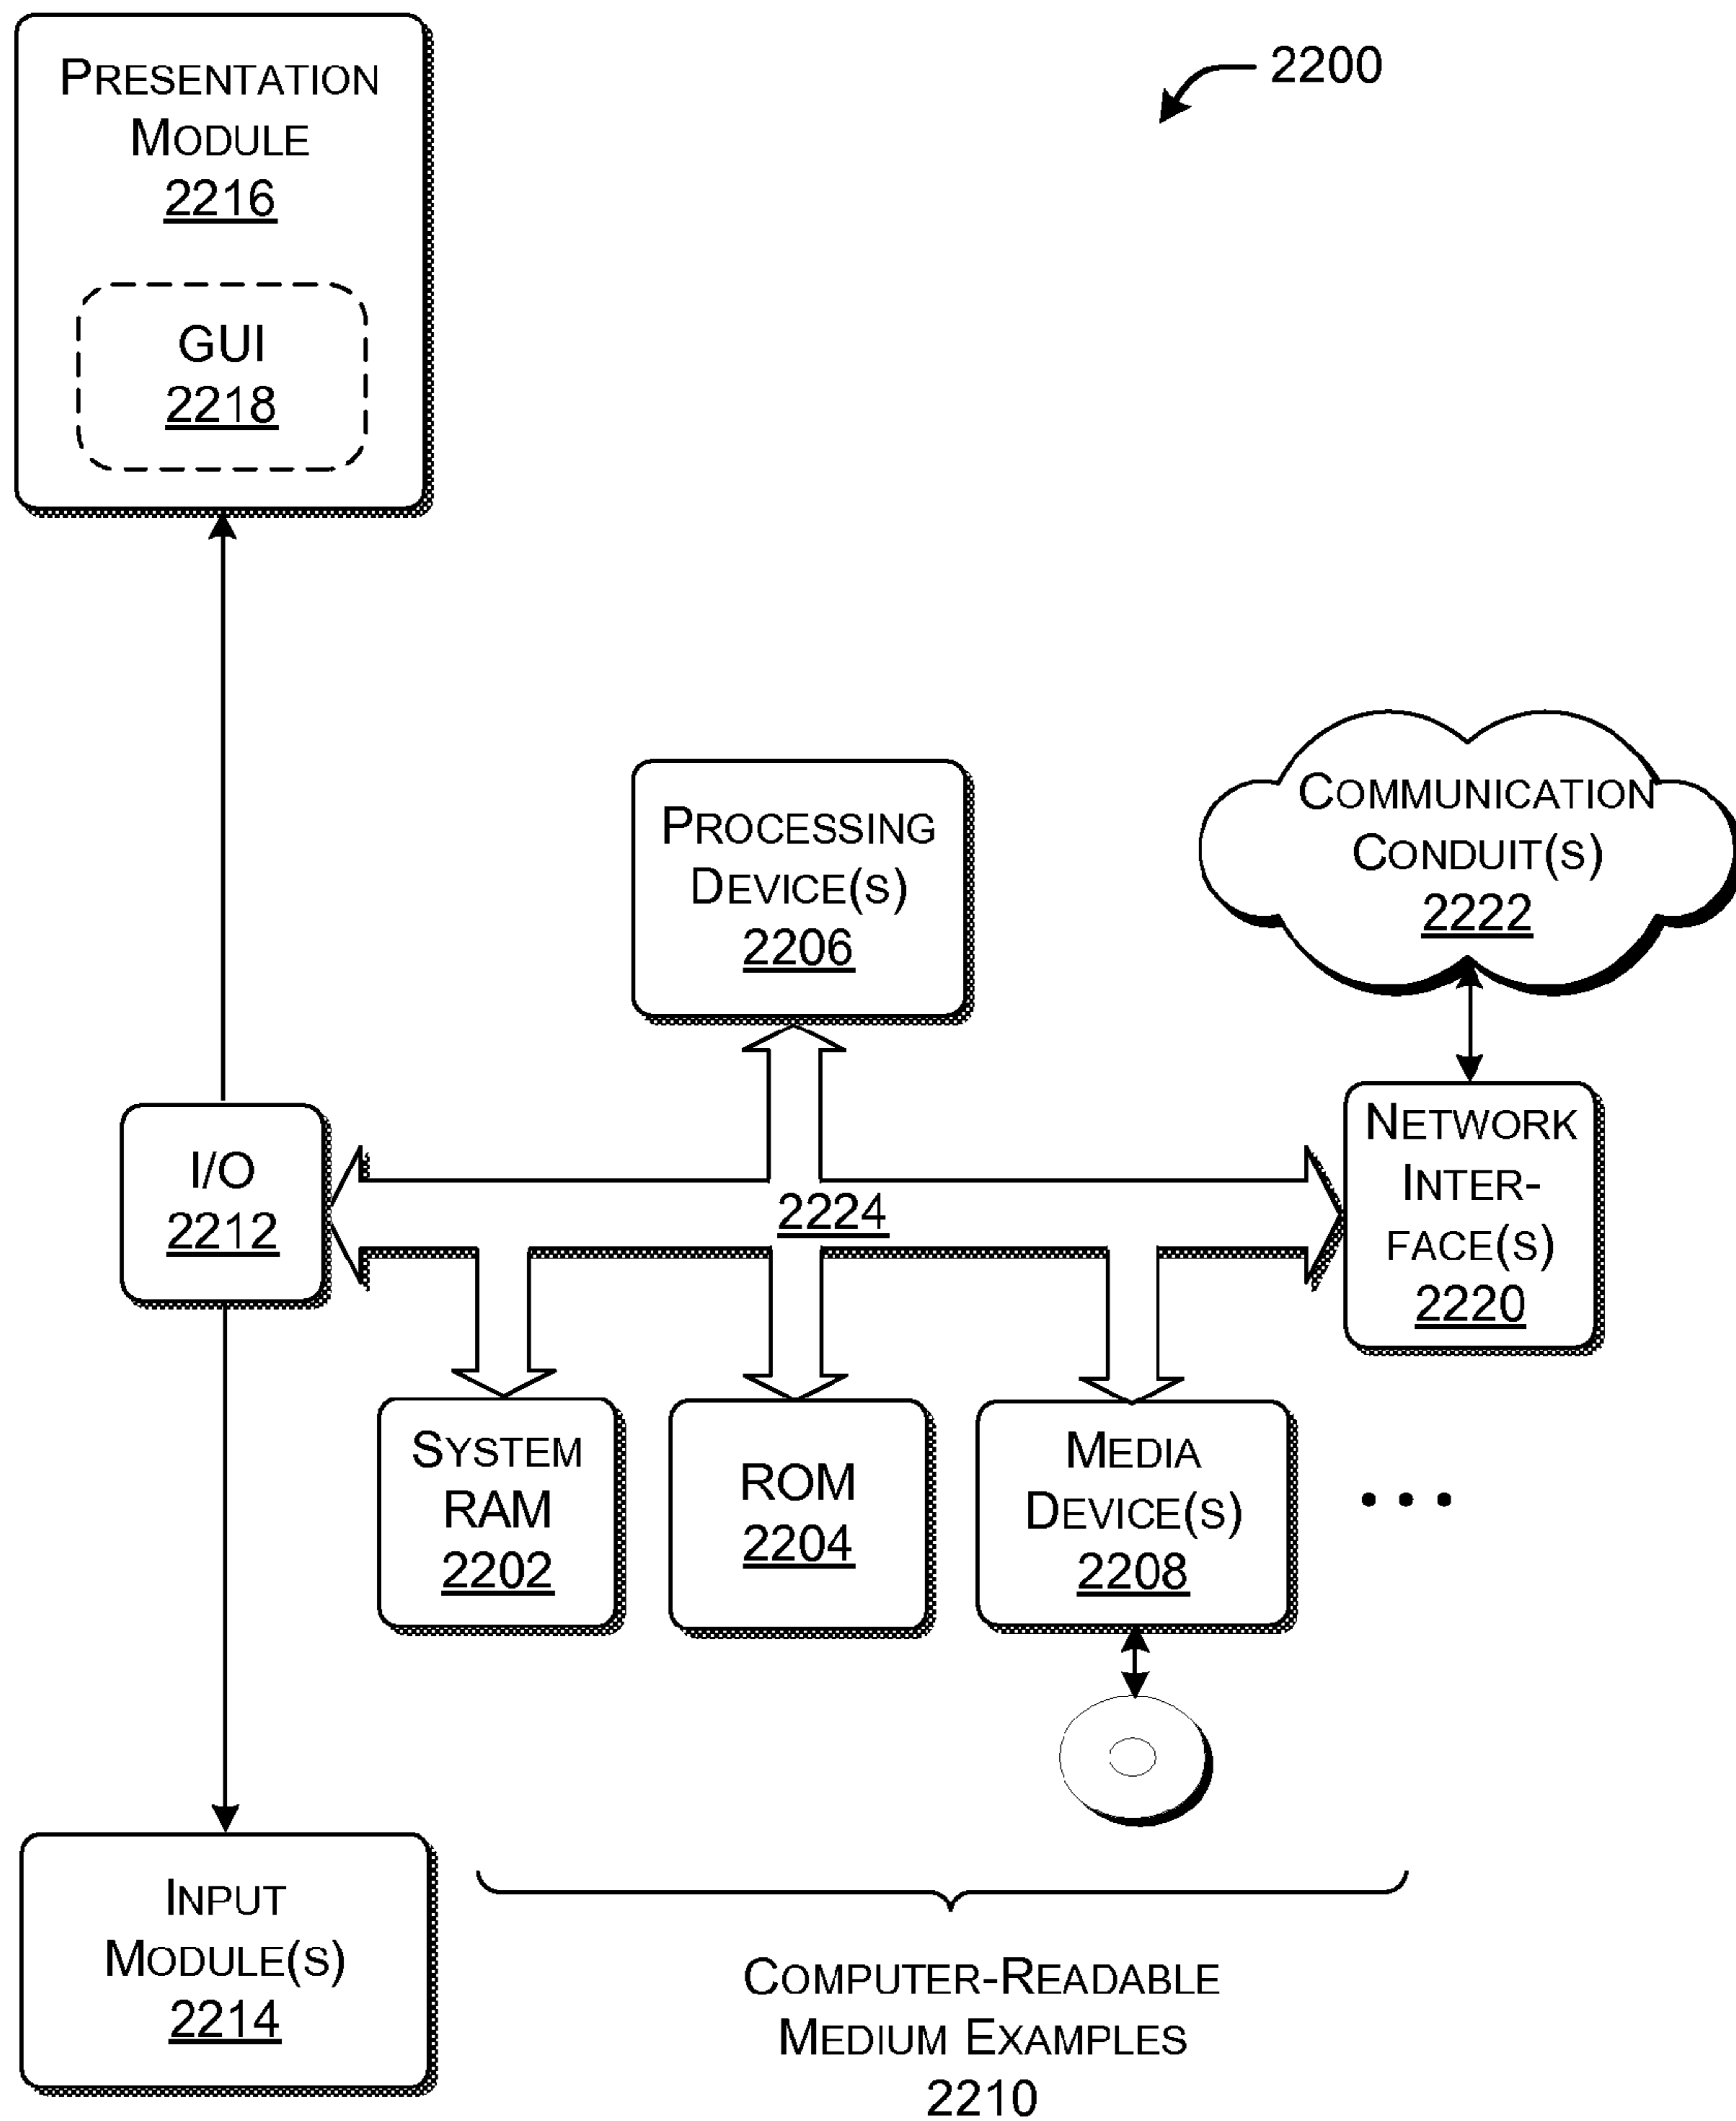 PRESENTATION
MODULE
2216
GUI
2218
2200
PROCESSING
DEVICE(S)
2206
COMMUNICATION
CONDUIT(S)
2222
I/O
2212
2224
NETWORK
INTER-
FACE(S)
2220
SYSTEM
RAM
2202
ROM
2204
MEDIA
DEVICE(S)
2208
INPUT
MODULE(S)
2214
COMPUTER-READABLE
MEDIUM EXAMPLES
2210